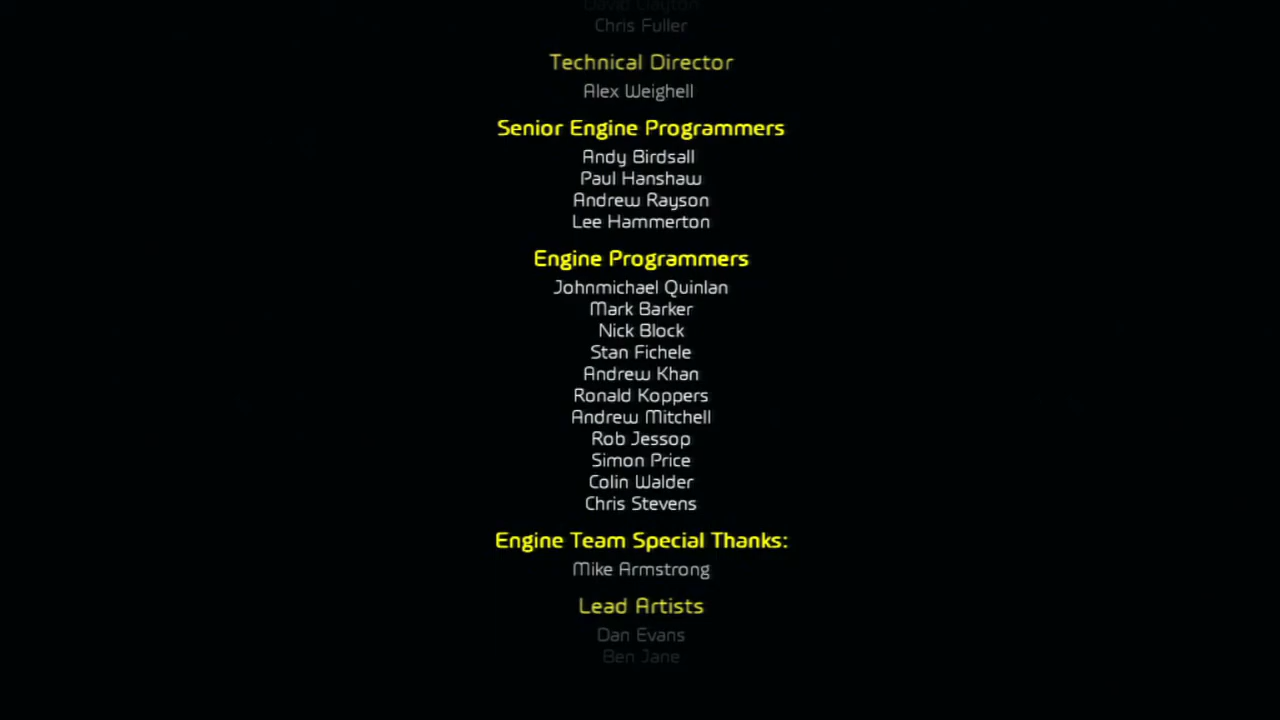 David Dayton
Chris Fuller
Technical Director
Alex Weighell
Senior Engine Programmers
Andy Birdsall
Paul Hanshaw
Andrew Rayson
Lee Hammerton
Engine Programmers
Johnmichael Quinlan
Mark Barker
Nick Block
Stan Fichele
Andrew Khan
Ronald Koppers
Andrew Mitchell
Rob Jessop
Simon Price
Colin Walder
Chris Stevens
Engine Team Special Thanks:
Mike Armstrong
Lead Artists
Dan Evans
Ben Jane